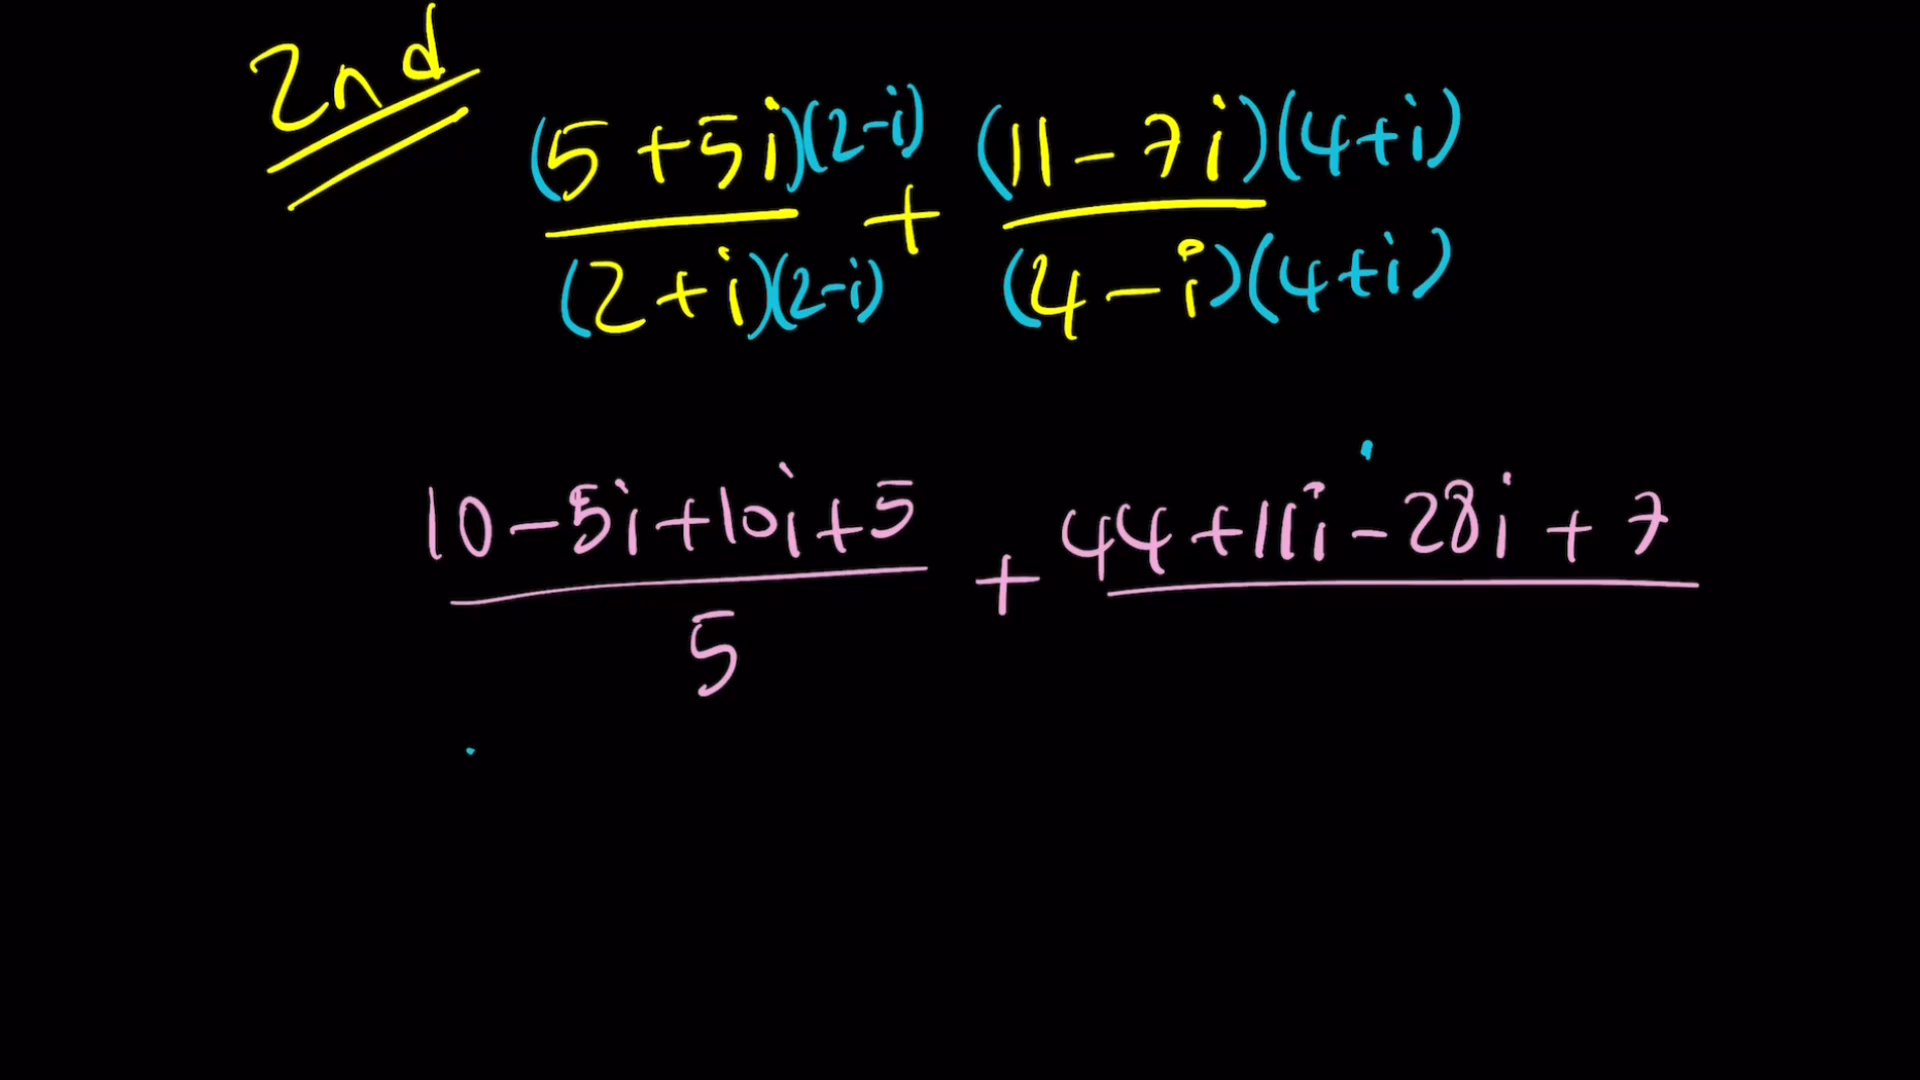 2nd
(5+5i)(2-i) (11-7i)(4+i)
+
(2+i)(2-i) (4-i)(4+i)
10-5i+10i+5 + 44+11i-28i+7
5